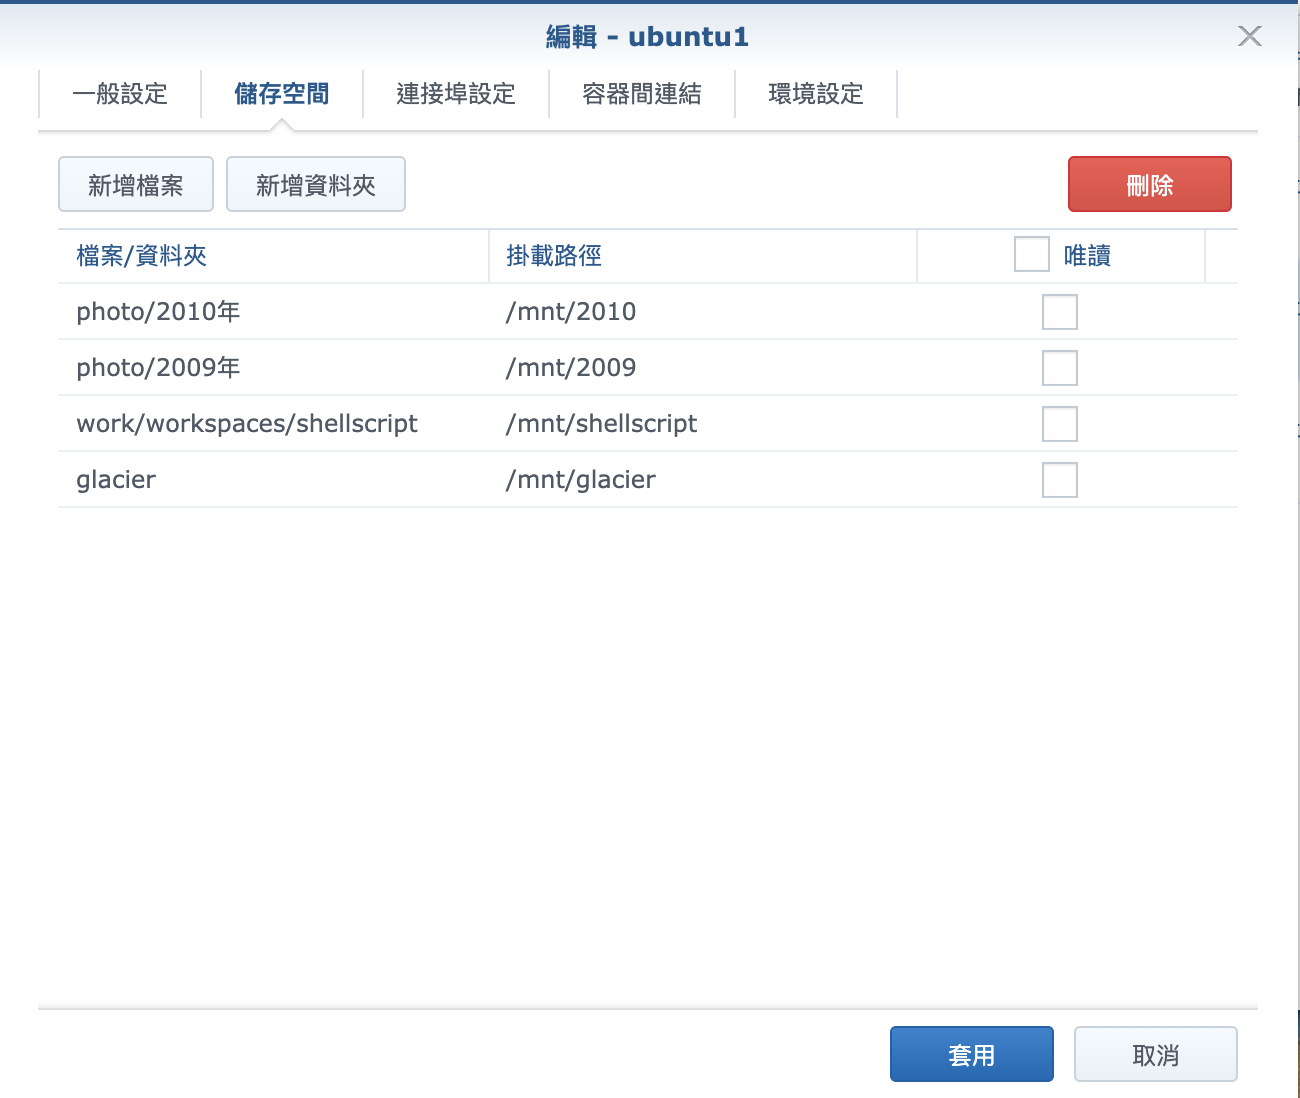 編輯 - ubuntu1
一般設定 儲存空間 連接埠設定 容器間連結 環境設定
新增檔案 新增資料夾 刪除
檔案/資料夾 掛載路徑 唯讀
photo/2010年 /mnt/2010
photo/2009年 /mnt/2009
work/workspaces/shellscript /mnt/shellscript
glacier /mnt/glacier
套用 取消